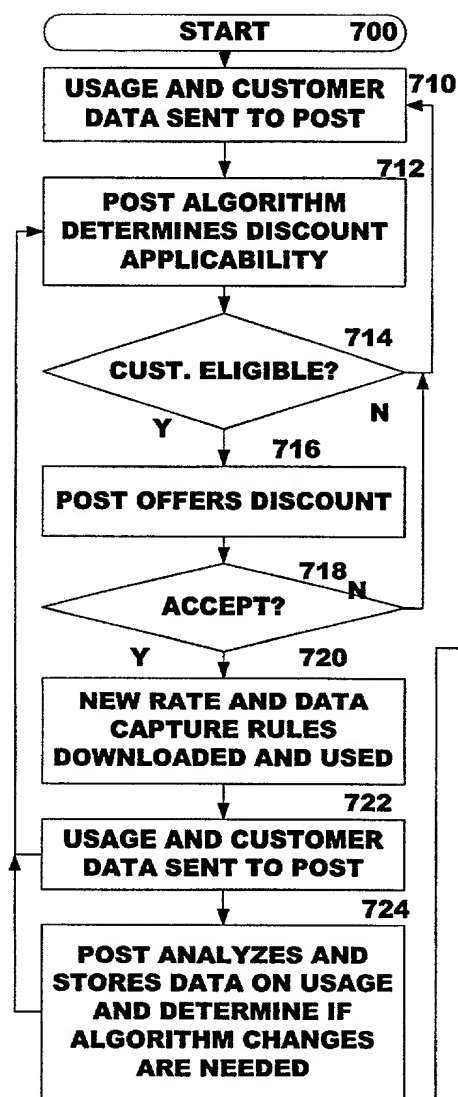 START 700
710
USAGE AND CUSTOMER
DATA SENT TO POST
712
POST ALGORITHM
DETERMINES DISCOUNT
APPLICABILITY
714
CUST. ELIGIBLE?
Y
N
716
POST OFFERS DISCOUNT
718
N
ACCEPT?
Y
720
NEW RATE AND DATA
CAPTURE RULES
DOWNLOADED AND USED
722
USAGE AND CUSTOMER
DATA SENT TO POST
724
POST ANALYZES AND
STORES DATA ON USAGE
AND DETERMINE IF
ALGORITHM CHANGES
ARE NEEDED